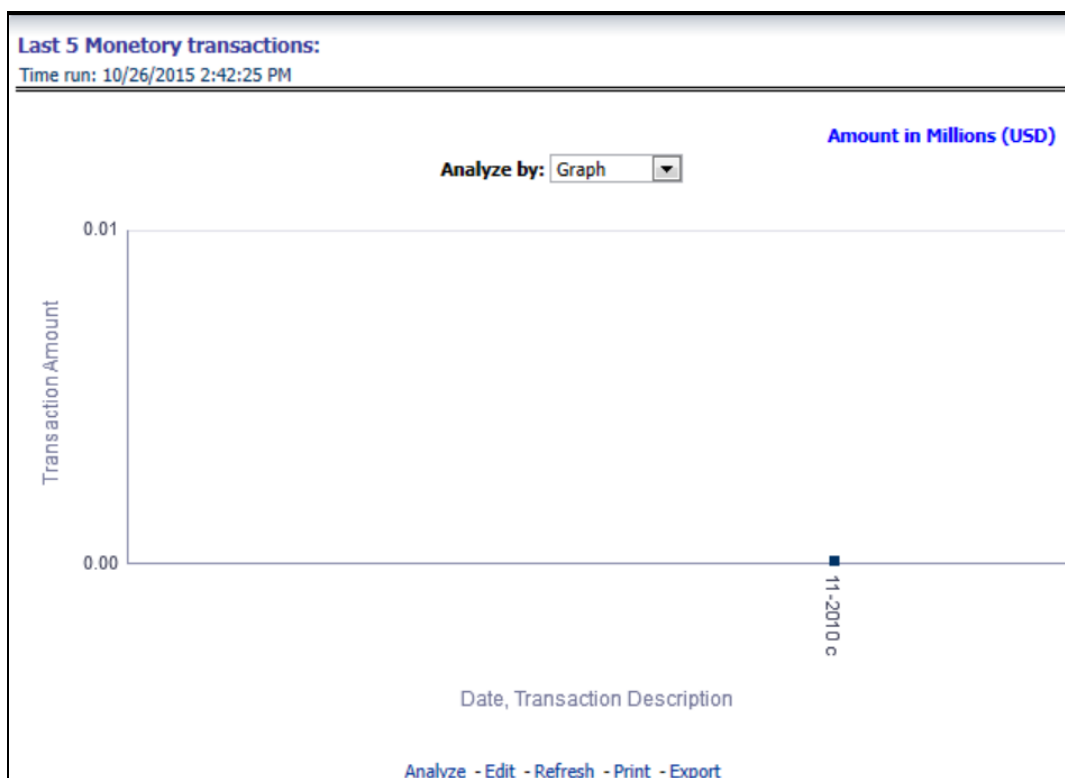 Last 5 Monetory transactions:
Time run: 10/26/2015 2:42:25 PM
Amount in Millions (USD)
Analyze by: Graph
0.01
Transaction Amount
0.00
11-2010 c
Date, Transaction Description
Analyze - Edit - Refresh - Print - Export